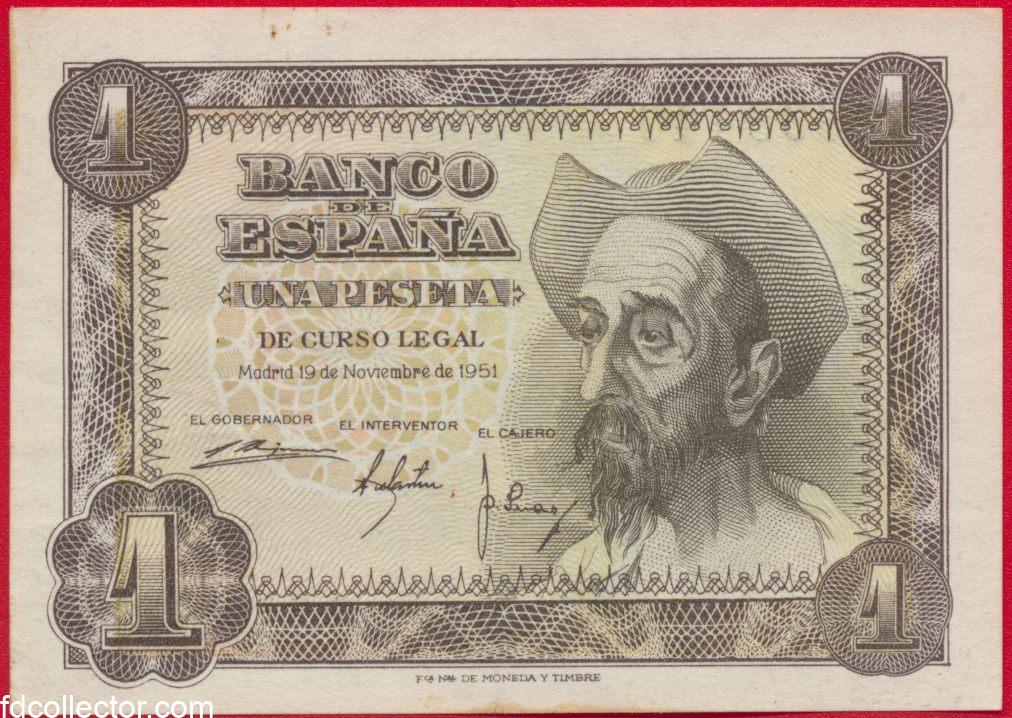 1 1
BANCO
DE
ESPAÑA
UNA PESETA
DE CURSO LEGAL
Madrid 19 de Noviembre de 1951
EL GOBERNADOR EL INTERVENTOR EL CAJERO
1 1
Fca Nal DE MONEDA Y TIMBRE
fdcollector.com